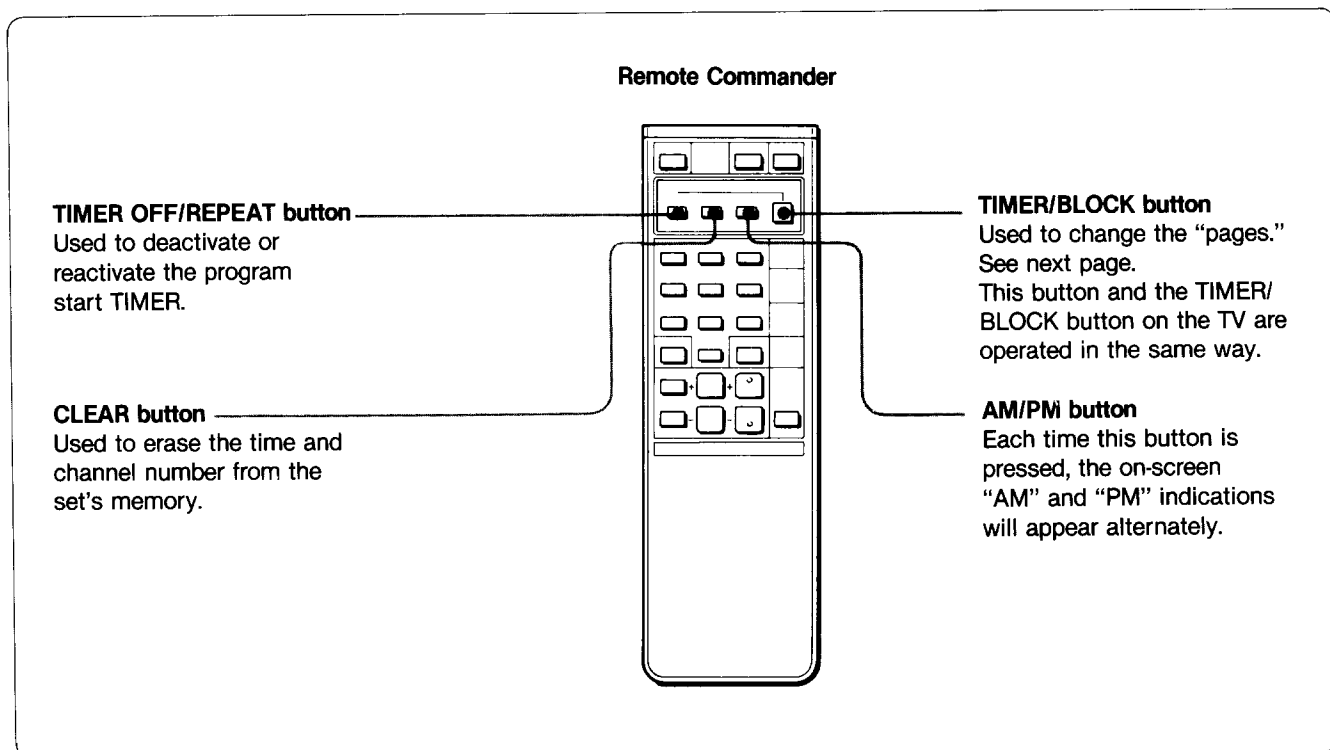 Remote Commander
TIMER OFF/REPEAT button
Used to deactivate or
reactivate the program
start TIMER.
CLEAR button
Used to erase the time and
channel number from the
set's memory.
TIMER/BLOCK button
Used to change the “pages.”
See next page.
This button and the TIMER/
BLOCK button on the TV are
operated in the same way.
AM/PM button
Each time this button is
pressed, the on-screen
“AM” and “PM” indications
will appear alternately.